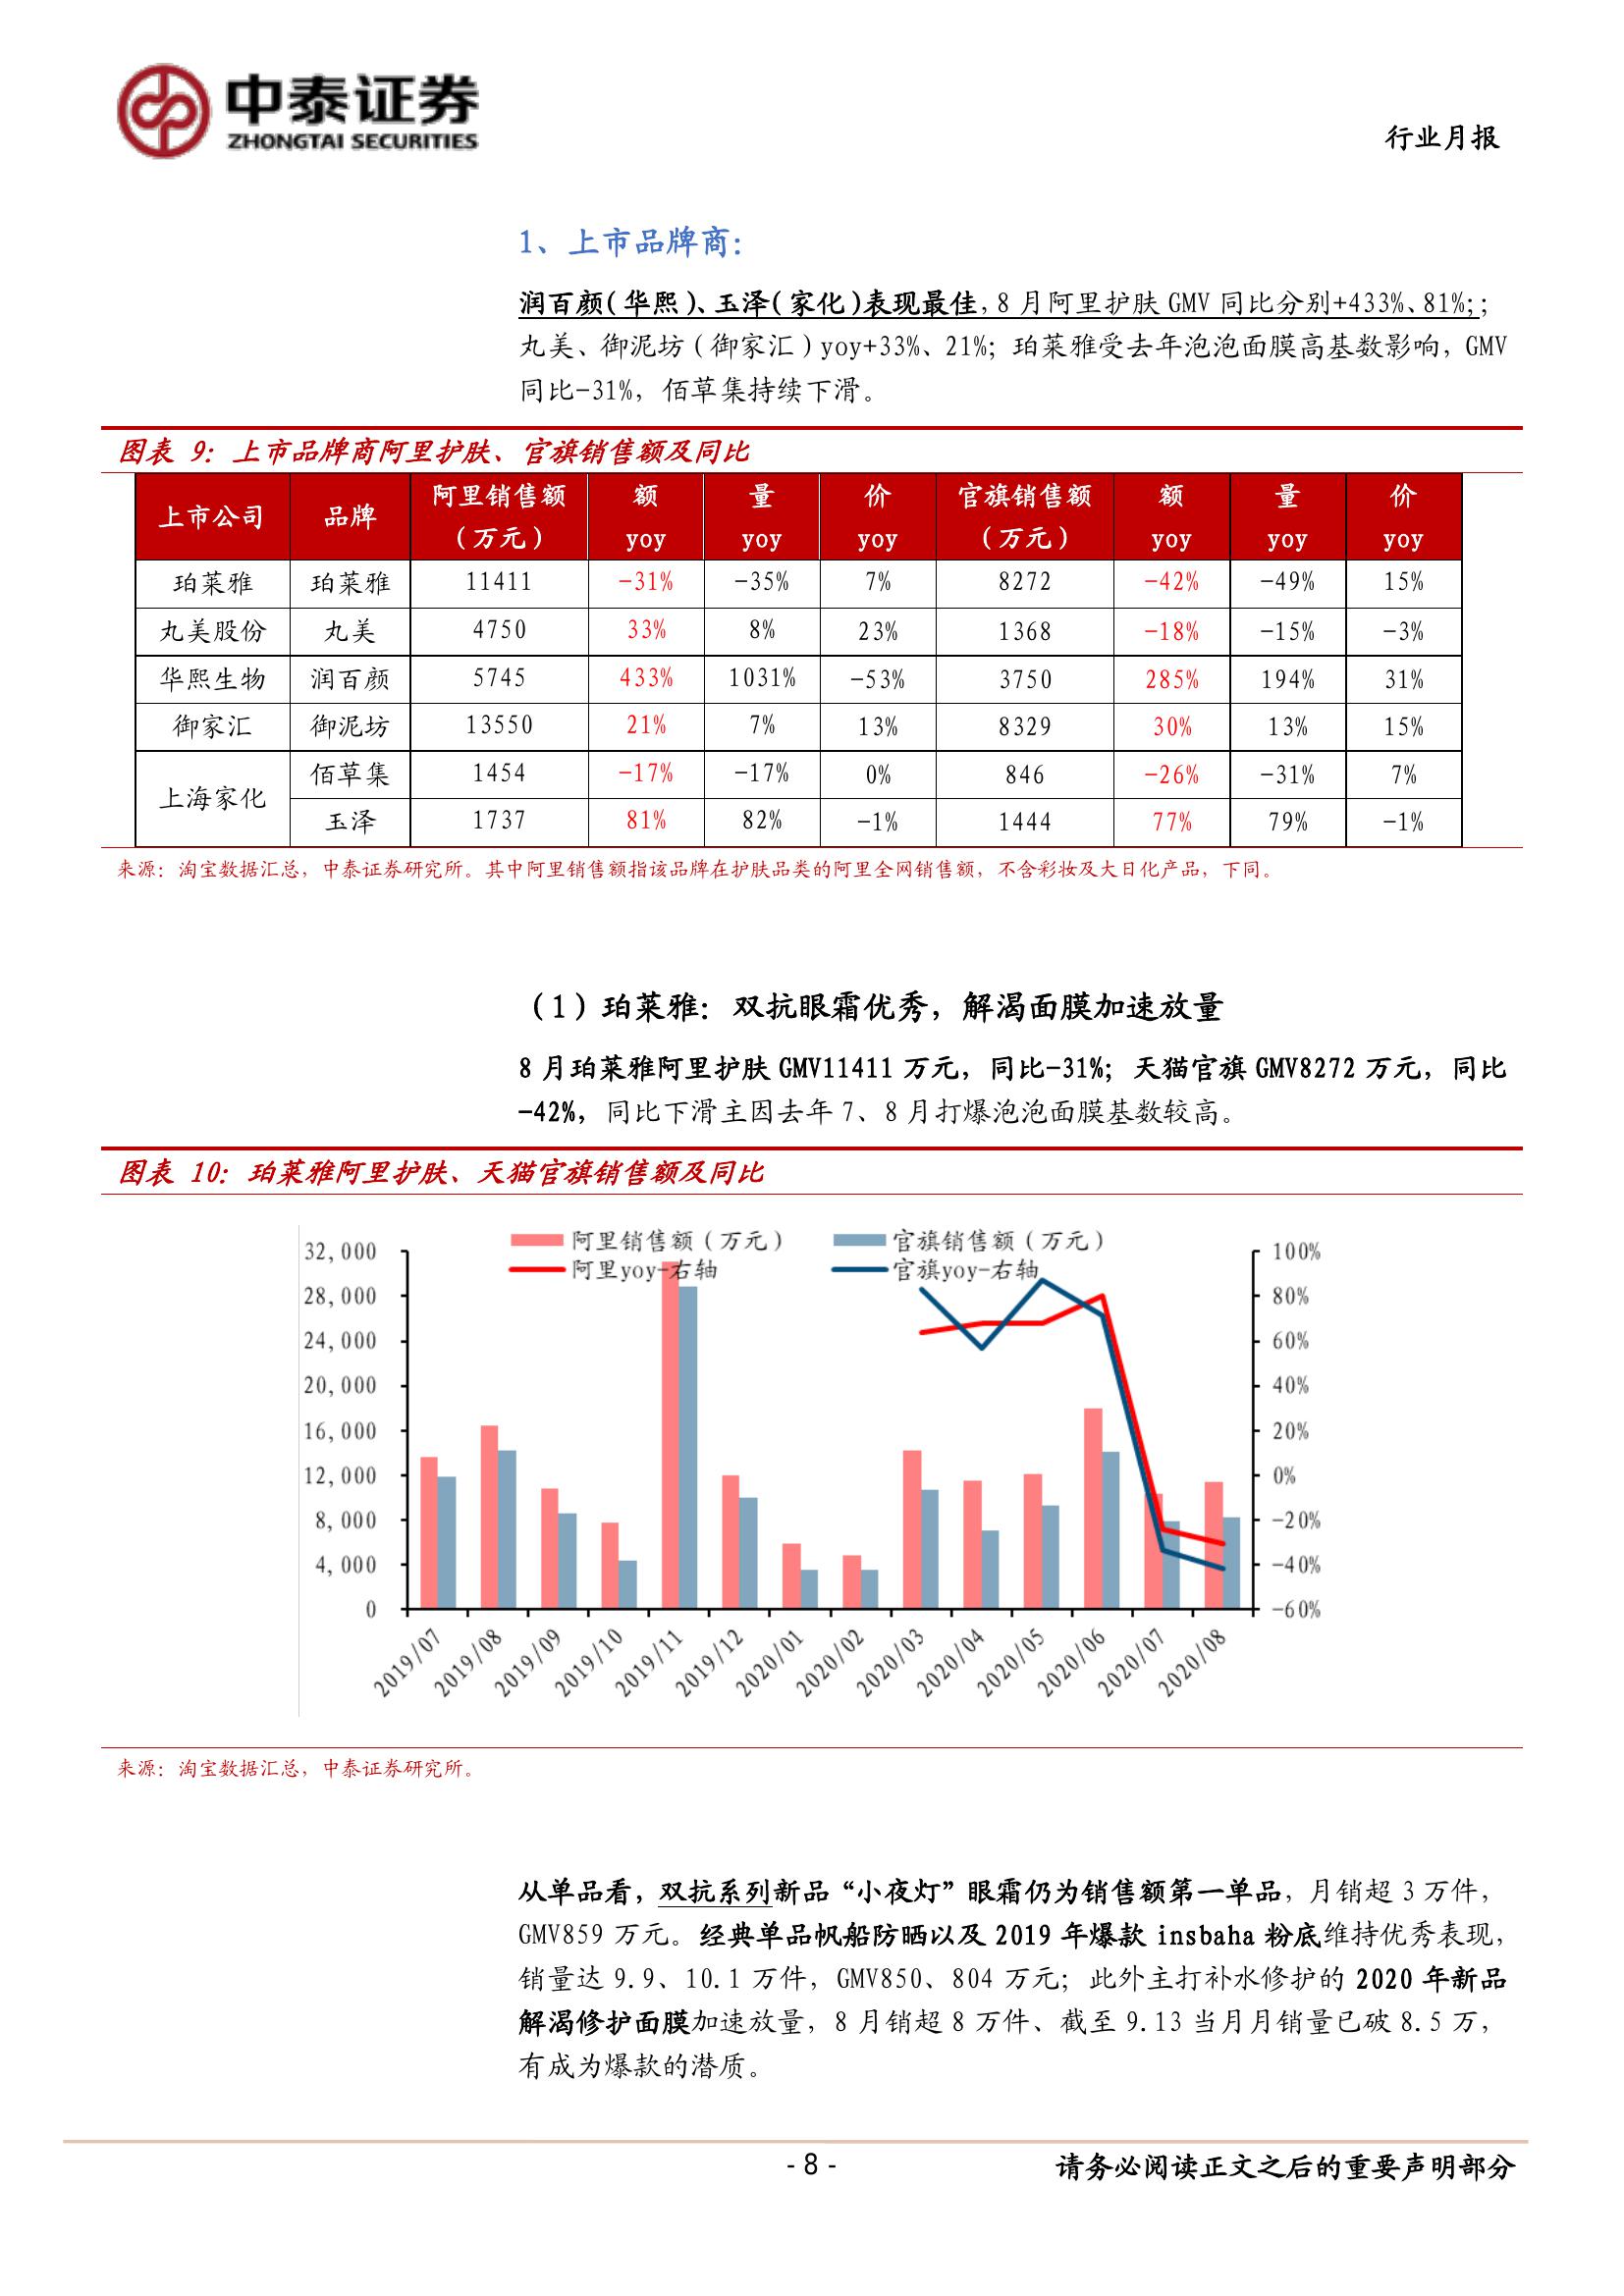 中泰证券
ZHONGTAI SECURITIES
行业月报
1、上市品牌商：
润百颜（华熙）、玉泽（家化）表现最佳，8 月阿里护肤 GMV 同比分别+433%、81%；；
丸美、御泥坊（御家汇）yoy+33%、21%；珀莱雅受去年泡泡面膜高基数影响，GMV
同比-31%，佰草集持续下滑。
图表 9：上市品牌商阿里护肤、官旗销售额及同比
上市公司 品牌 阿里销售额（万元） 额 yoy 量 yoy 价 yoy 官旗销售额（万元） 额 yoy 量 yoy 价 yoy
珀莱雅 珀莱雅 11411 -31% -35% 7% 8272 -42% -49% 15%
丸美股份 丸美 4750 33% 8% 23% 1368 -18% -15% -3%
华熙生物 润百颜 5745 433% 1031% -53% 3750 285% 194% 31%
御家汇 御泥坊 13550 21% 7% 13% 8329 30% 13% 15%
上海家化 佰草集 1454 -17% -17% 0% 846 -26% -31% 7%
玉泽 1737 81% 82% -1% 1444 77% 79% -1%
来源：淘宝数据汇总，中泰证券研究所。其中阿里销售额指该品牌在护肤品类的阿里全网销售额，不含彩妆及大日化产品，下同。
（1）珀莱雅：双抗眼霜优秀，解渴面膜加速放量
8 月珀莱雅阿里护肤 GMV11411 万元，同比-31%；天猫官旗 GMV8272 万元，同比
-42%，同比下滑主因去年 7、8 月打爆泡泡面膜基数较高。
图表 10：珀莱雅阿里护肤、天猫官旗销售额及同比
阿里销售额（万元） 官旗销售额（万元）
阿里yoy-右轴 官旗yoy-右轴
32,000 100%
28,000 80%
24,000 60%
20,000 40%
16,000 20%
12,000 0%
8,000 -20%
4,000 -40%
0 -60%
2019/07 2019/08 2019/09 2019/10 2019/11 2019/12 2020/01 2020/02 2020/03 2020/04 2020/05 2020/06 2020/07 2020/08
来源：淘宝数据汇总，中泰证券研究所。
从单品看，双抗系列新品“小夜灯”眼霜仍为销售额第一单品，月销超 3 万件，
GMV859 万元。经典单品帆船防晒以及 2019 年爆款 insbaha 粉底维持优秀表现，
销量达 9.9、10.1 万件，GMV850、804 万元；此外主打补水修护的 2020 年新品
解渴修护面膜加速放量，8 月销超 8 万件、截至 9.13 当月月销量已破 8.5 万，
有成为爆款的潜质。
- 8 -
请务必阅读正文之后的重要声明部分